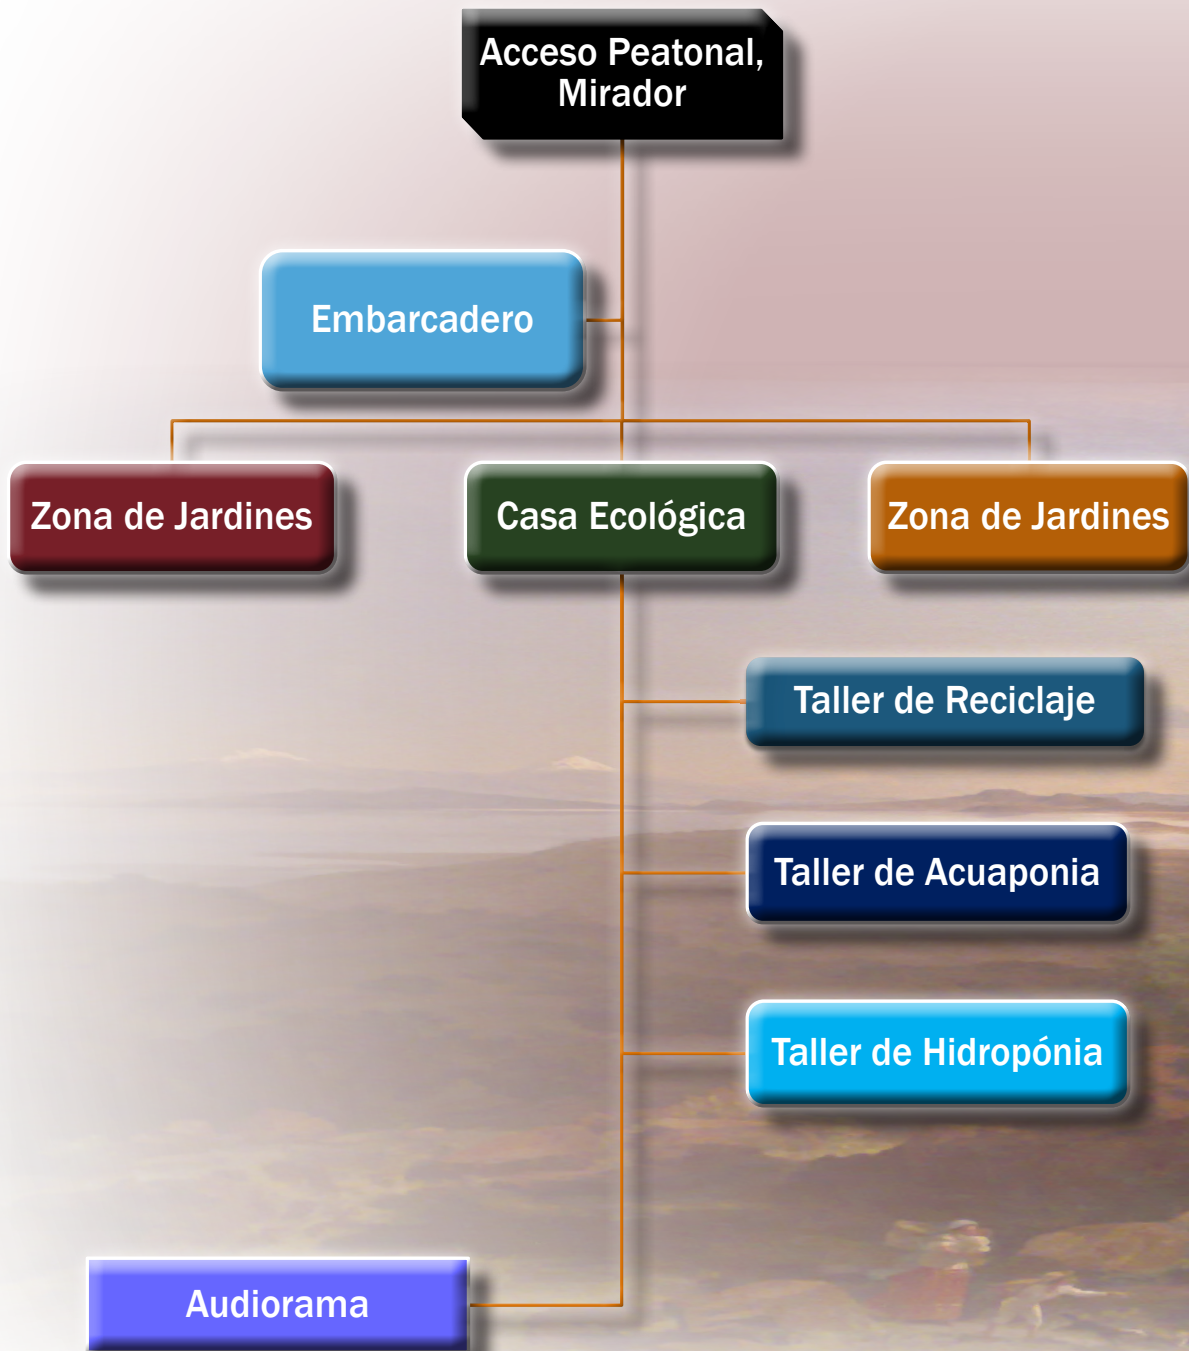 Acceso Peatonal,
Mirador
Embarcadero
Zona de Jardines
Casa Ecológica
Zona de Jardines
Taller de Reciclaje
Taller de Acuaponia
Taller de Hidropónia
Audiorama